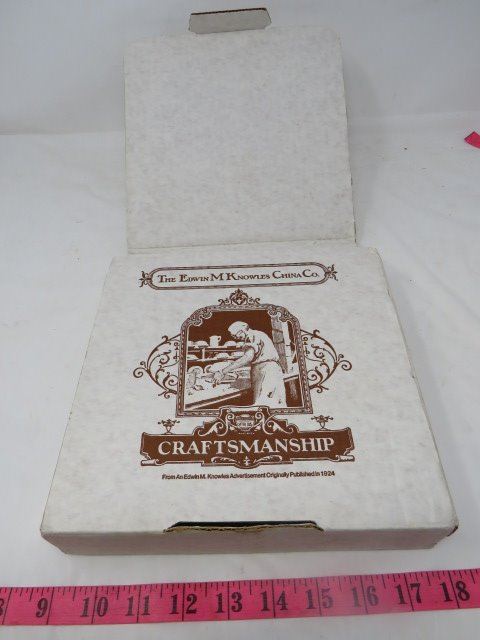 THE EDWIN M KNOWLES CHINA CO.
CRAFTSMANSHIP
From An Edwin M. Knowles Advertisement Originally Published in 1924
9 10 11 12 13 14 15 16 17 18